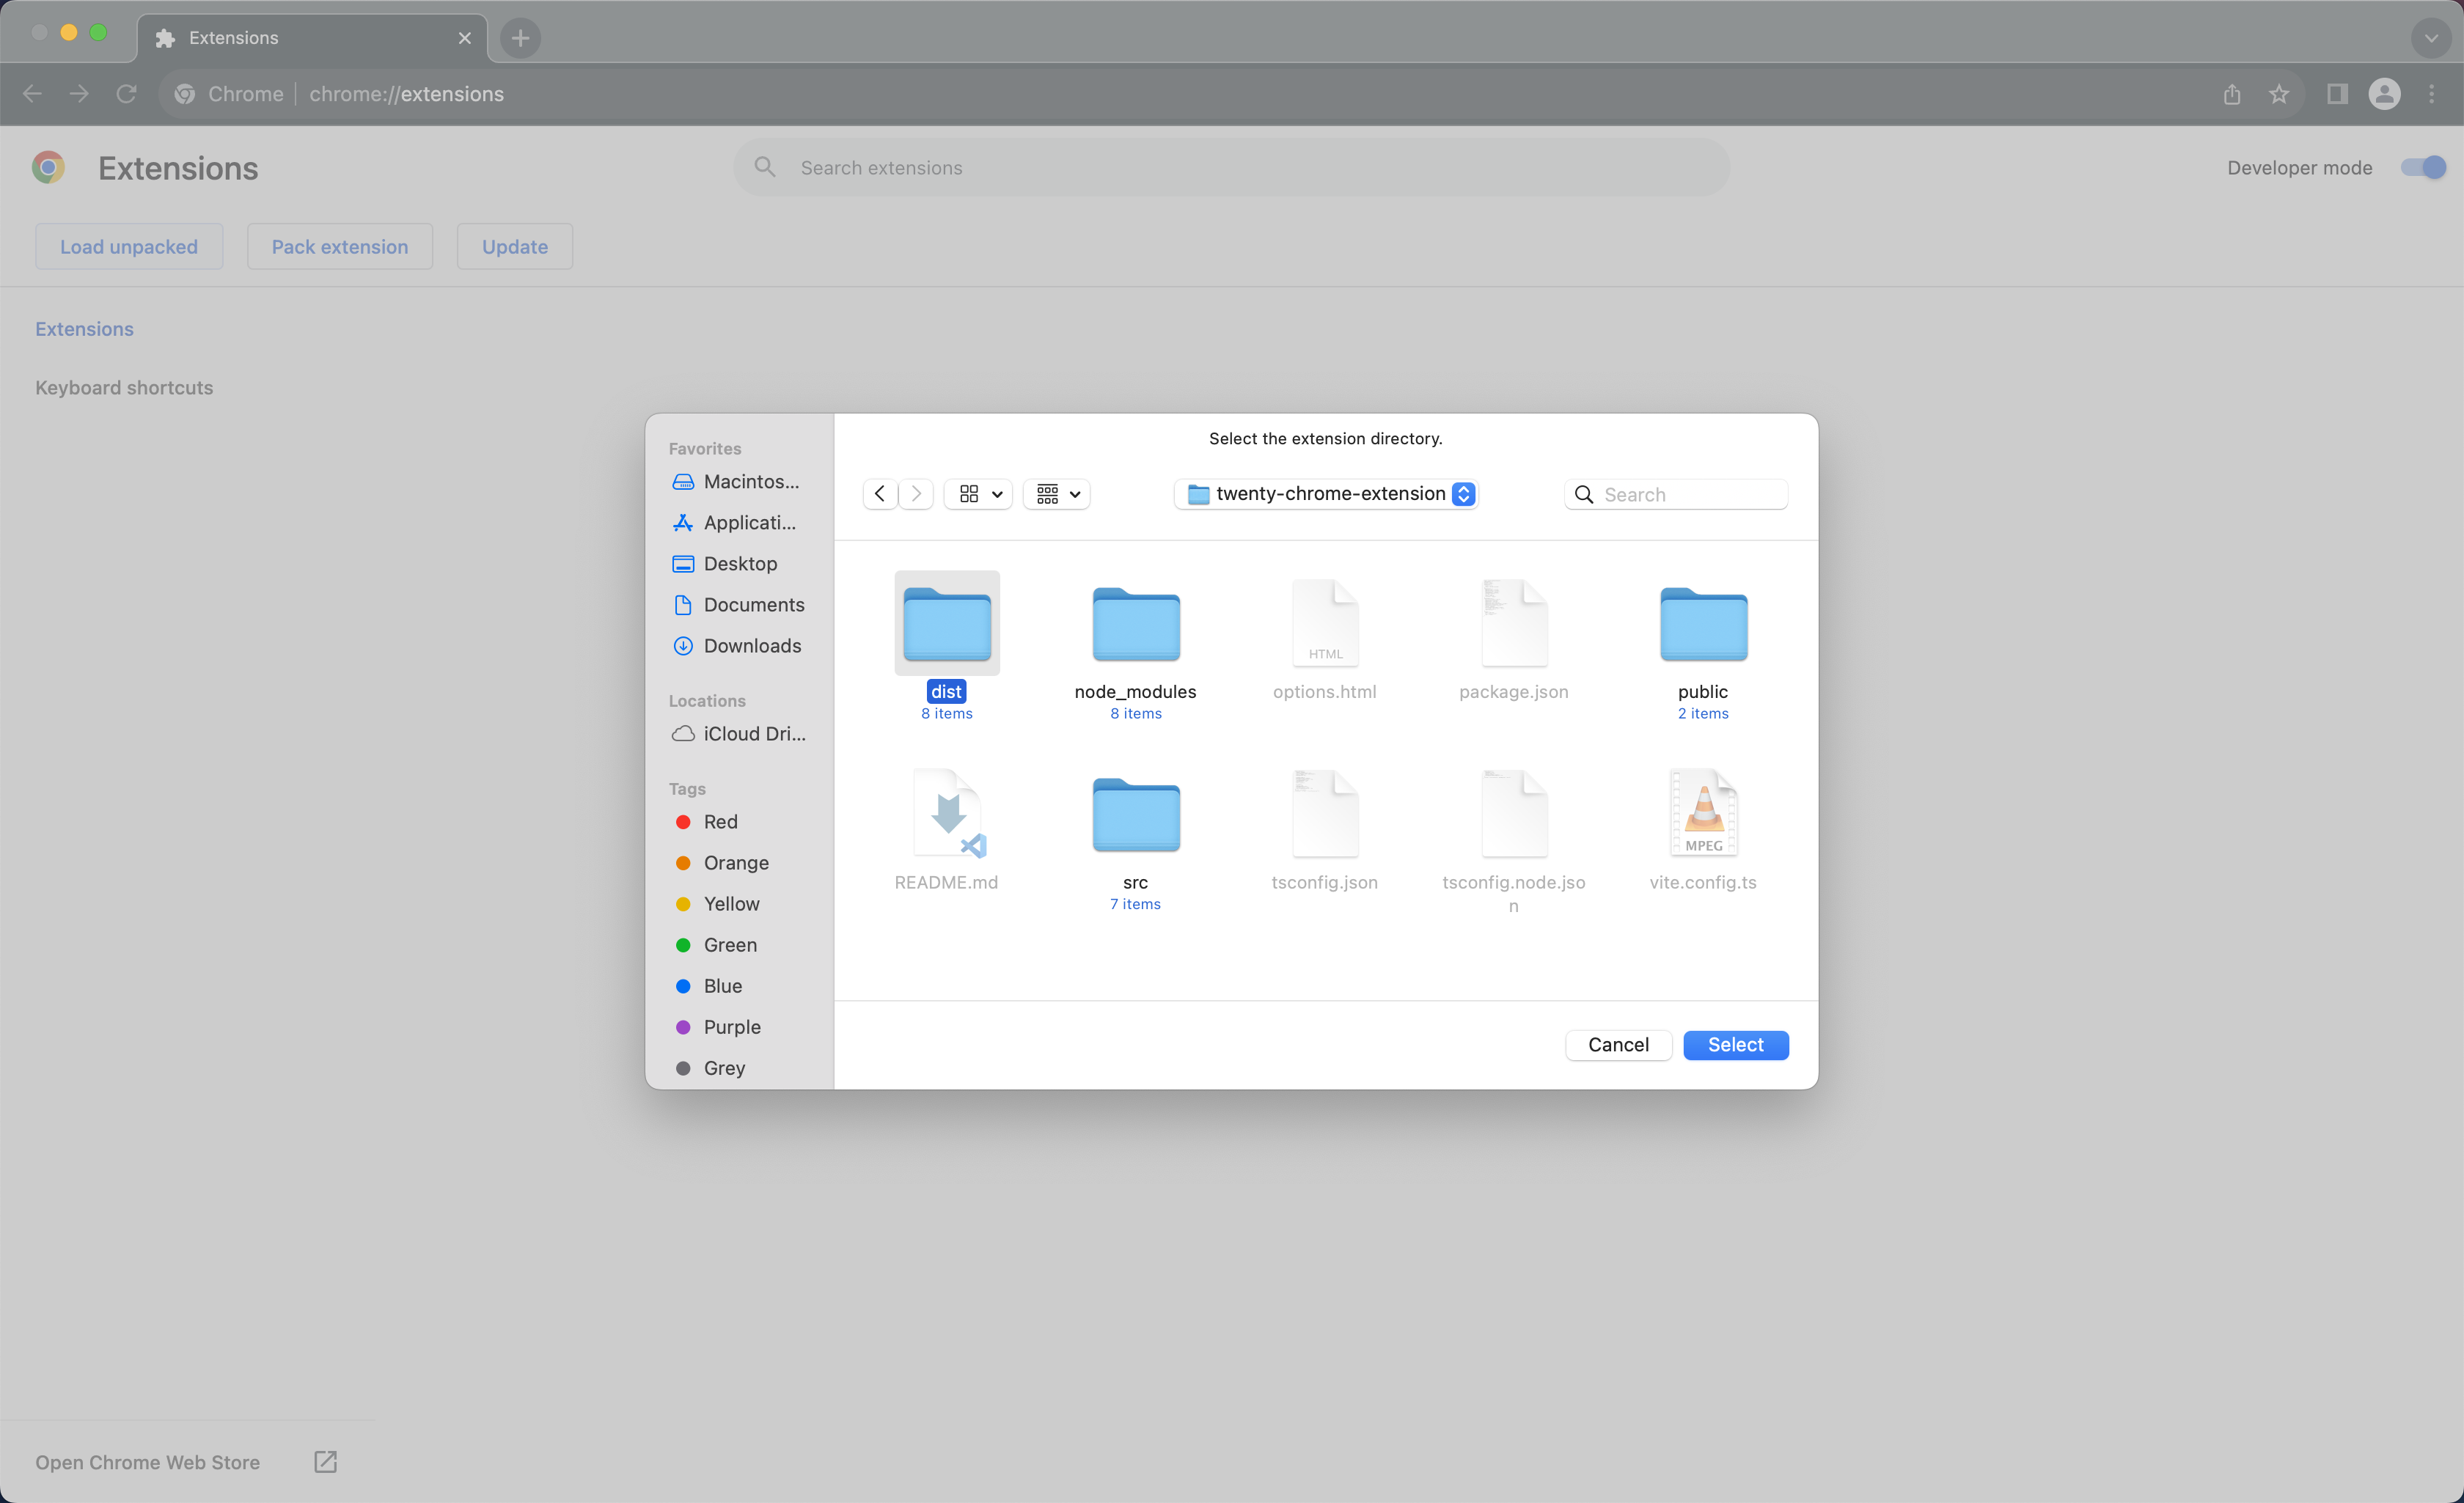 Extensions
Chrome
chrome://extensions
Extensions
Search extensions
Developer mode
Load unpacked
Pack extension
Update
Extensions
Keyboard shortcuts
Select the extension directory.
Favorites
Macintos...
Applicati...
Desktop
Documents
Downloads
Locations
iCloud Dri...
Tags
Red
Orange
Yellow
Green
Blue
Purple
Grey
twenty-chrome-extension
Search
dist
8 items
node_modules
8 items
HTML
options.html
package.json
public
2 items
README.md
src
7 items
tsconfig.json
tsconfig.node.jso
n
MPEG
vite.config.ts
Cancel
Select
Open Chrome Web Store